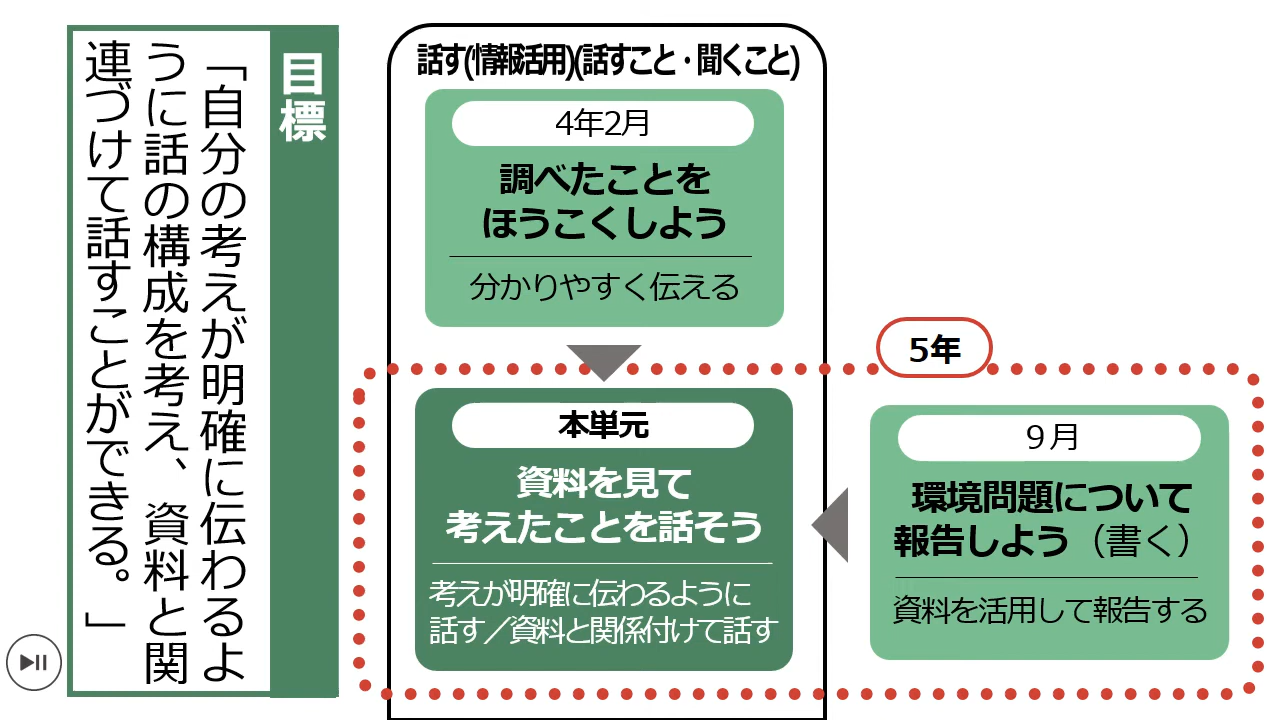 目標
「自分の考えが明確に伝わるよ
うに話の構成を考え、資料と関
連づけて話すことができる。」
話す(情報活用)(話すこと・聞くこと)
4年2月
調べたことを
ほうこくしよう
分かりやすく伝える
5年
本単元
資料を見て
考えたことを話そう
考えが明確に伝わるように
話す／資料と関係付けて話す
９月
環境問題について
報告しよう（書く）
資料を活用して報告する